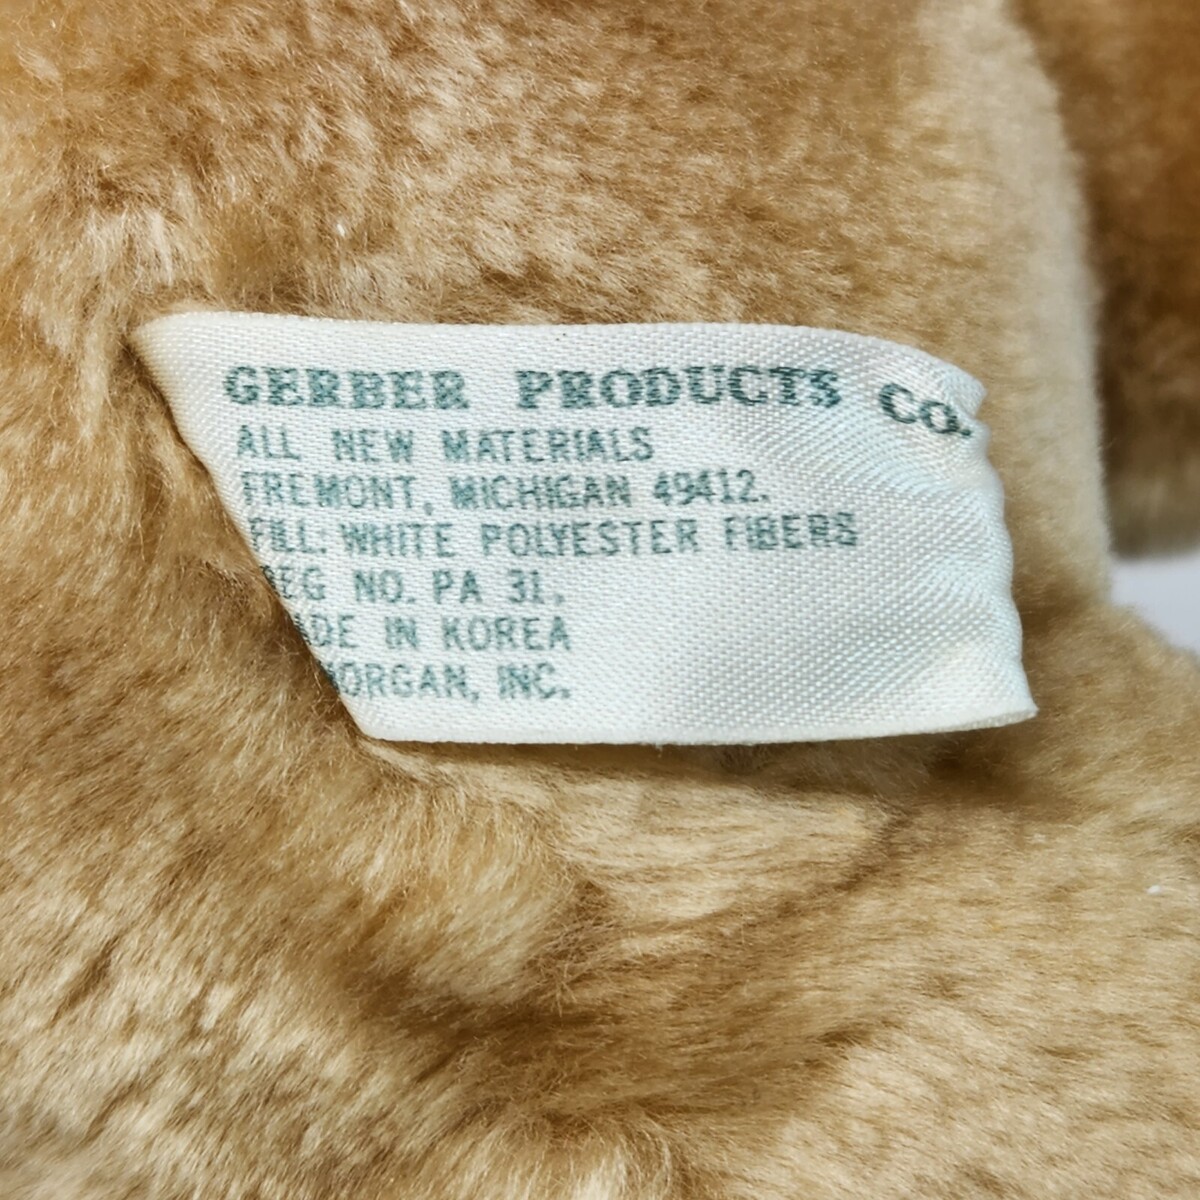 GERBER PRODUCTS CO.
ALL NEW MATERIALS
FREMONT, MICHIGAN 49412.
FILL: WHITE POLYESTER FIBERS
REG NO. PA 31.
ADE IN KOREA
MORGAN, INC.